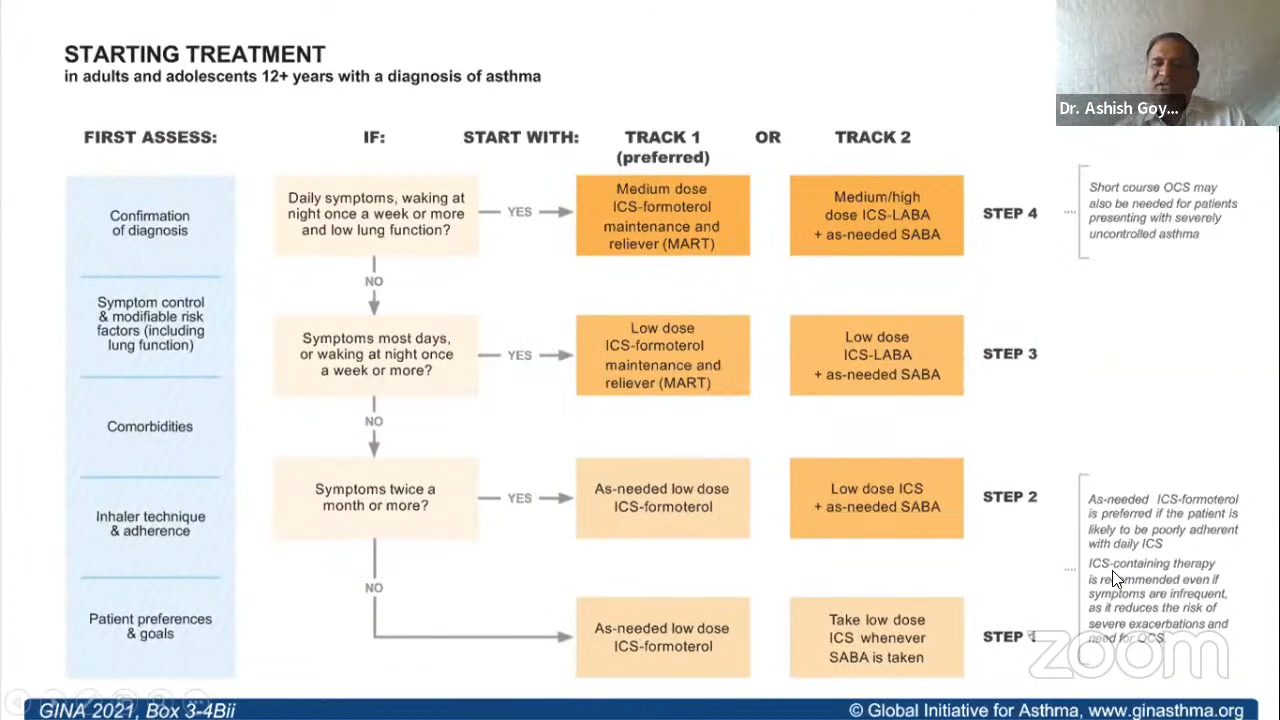 STARTING TREATMENT
in adults and adolescents 12+ years with a diagnosis of asthma
Dr. Ashish Goy...
FIRST ASSESS:
IF:
START WITH:
TRACK 1
(preferred)
OR
TRACK 2
Confirmation
of diagnosis
Symptom control
& modifiable risk
factors (including
lung function)
Comorbidities
Inhaler technique
& adherence
Patient preferences
& goals
Daily symptoms, waking at
night once a week or more
and low lung function?
YES
Medium dose
ICS-formoterol
maintenance and
reliever (MART)
Medium/high
dose ICS-LABA
+ as-needed SABA
STEP 4
Short course OCS may
also be needed for patients
presenting with severely
uncontrolled asthma
NO
Symptoms most days,
or waking at night once
a week or more?
YES
Low dose
ICS-formoterol
maintenance and
reliever (MART)
Low dose
ICS-LABA
+ as-needed SABA
STEP 3
NO
Symptoms twice a
month or more?
YES
As-needed low dose
ICS-formoterol
Low dose ICS
+ as-needed SABA
STEP 2
NO
As-needed low dose
ICS-formoterol
Take low dose
ICS whenever
SABA is taken
STEP 1
As-needed ICS-formoterol
is preferred if the patient is
likely to be poorly adherent
with daily ICS
ICS-containing therapy
is recommended even if
symptoms are infrequent,
as it reduces the risk of
severe exacerbations and
need for OCS
zoom
GINA 2021, Box 3-4Bii
© Global Initiative for Asthma, www.ginasthma.org